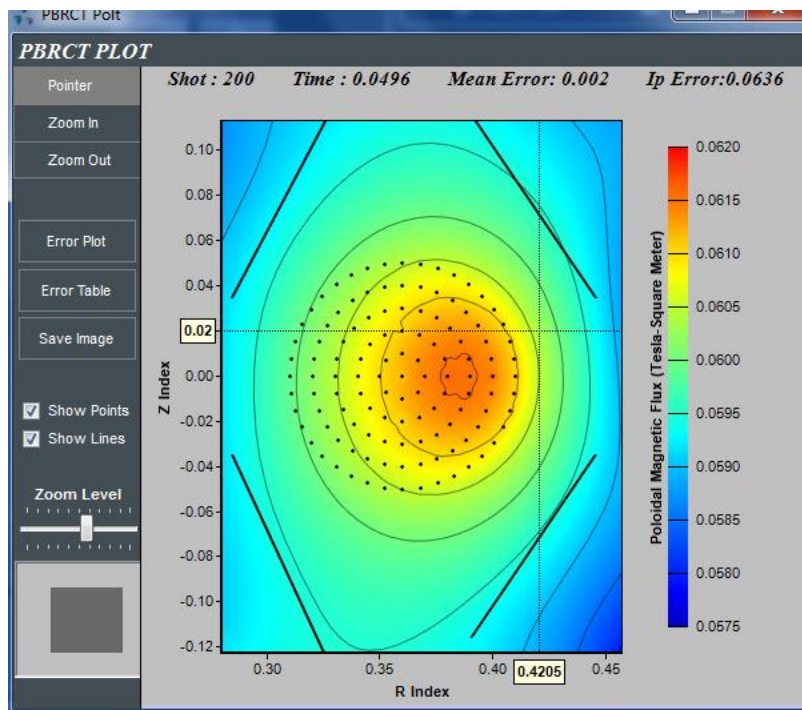 PBRCT Polt
PBRCT PLOT
Pointer
Zoom In
Zoom Out
Error Plot
Error Table
Save Image
Show Points
Show Lines
Zoom Level
Shot : 200 Time : 0.0496 Mean Error: 0.002 Ip Error:0.0636
Z Index
0.10
0.08
0.06
0.04
0.02
0.00
-0.02
-0.04
-0.06
-0.08
-0.10
-0.12
0.30 0.35 0.40 0.4205 0.45
R Index
Poloidal Magnetic Flux (Tesla-Square Meter)
0.0620
0.0615
0.0610
0.0605
0.0600
0.0595
0.0590
0.0585
0.0580
0.0575